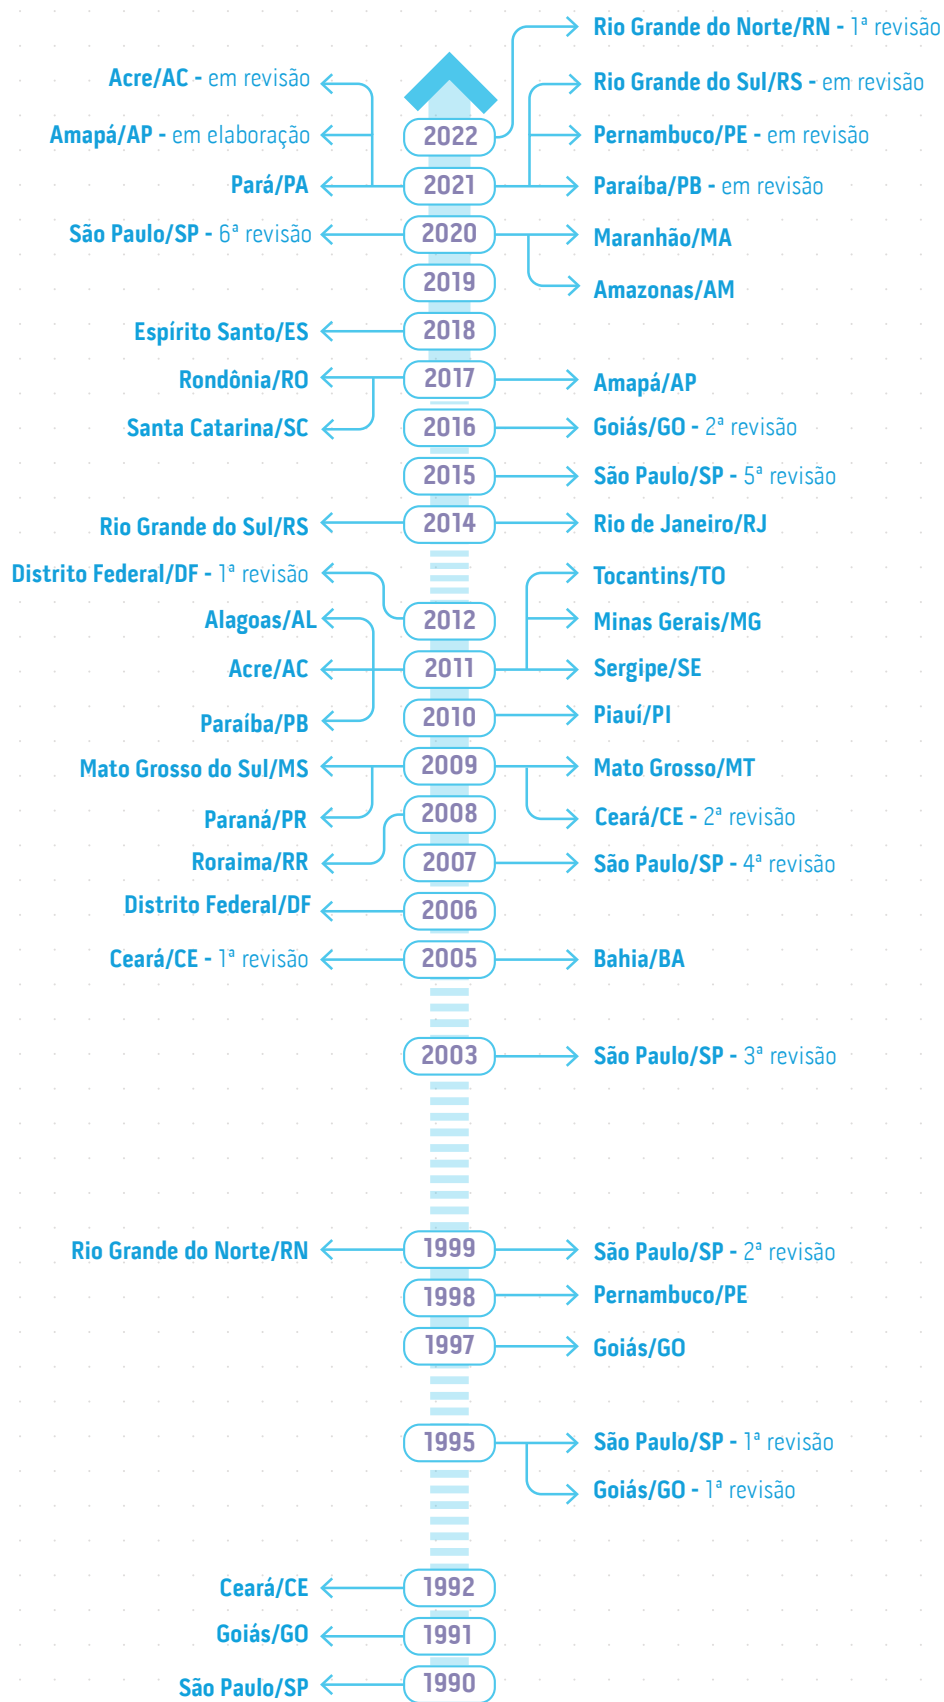 Rio Grande do Norte/RN - 1ª revisão
Acre/AC - em revisão
Rio Grande do Sul/RS - em revisão
Amapá/AP - em elaboração
2022
Pernambuco/PE - em revisão
Pará/PA
2021
Paraíba/PB - em revisão
São Paulo/SP - 6ª revisão
2020
Maranhão/MA
2019
Amazonas/AM
Espírito Santo/ES
2018
Rondônia/RO
2017
Amapá/AP
Santa Catarina/SC
2016
Goiás/GO - 2ª revisão
2015
São Paulo/SP - 5ª revisão
Rio Grande do Sul/RS
2014
Rio de Janeiro/RJ
Distrito Federal/DF - 1ª revisão
Tocantins/TO
Alagoas/AL
2012
Minas Gerais/MG
Acre/AC
2011
Sergipe/SE
Paraíba/PB
2010
Piauí/PI
Mato Grosso do Sul/MS
2009
Mato Grosso/MT
Paraná/PR
2008
Ceará/CE - 2ª revisão
Roraima/RR
2007
São Paulo/SP - 4ª revisão
Distrito Federal/DF
2006
Ceará/CE - 1ª revisão
2005
Bahia/BA
2003
São Paulo/SP - 3ª revisão
Rio Grande do Norte/RN
1999
São Paulo/SP - 2ª revisão
1998
Pernambuco/PE
1997
Goiás/GO
1995
São Paulo/SP - 1ª revisão
Goiás/GO - 1ª revisão
Ceará/CE
1992
Goiás/GO
1991
São Paulo/SP
1990